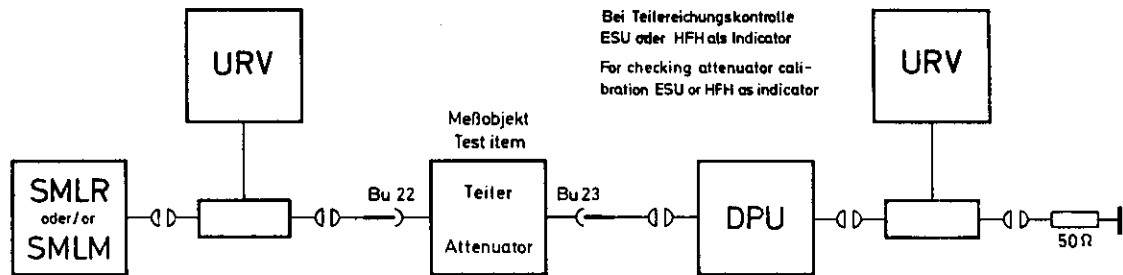 URV
Bei Teilereichungskontrolle
ESU oder HFH als Indicator
For checking attenuator cali-
bration ESU or HFH as indicator
URV
Meßobjekt
Test item
SMLR
oder/or
SMLM
Bu 22
Teiler
Attenuator
Bu 23
DPU
50 Ω